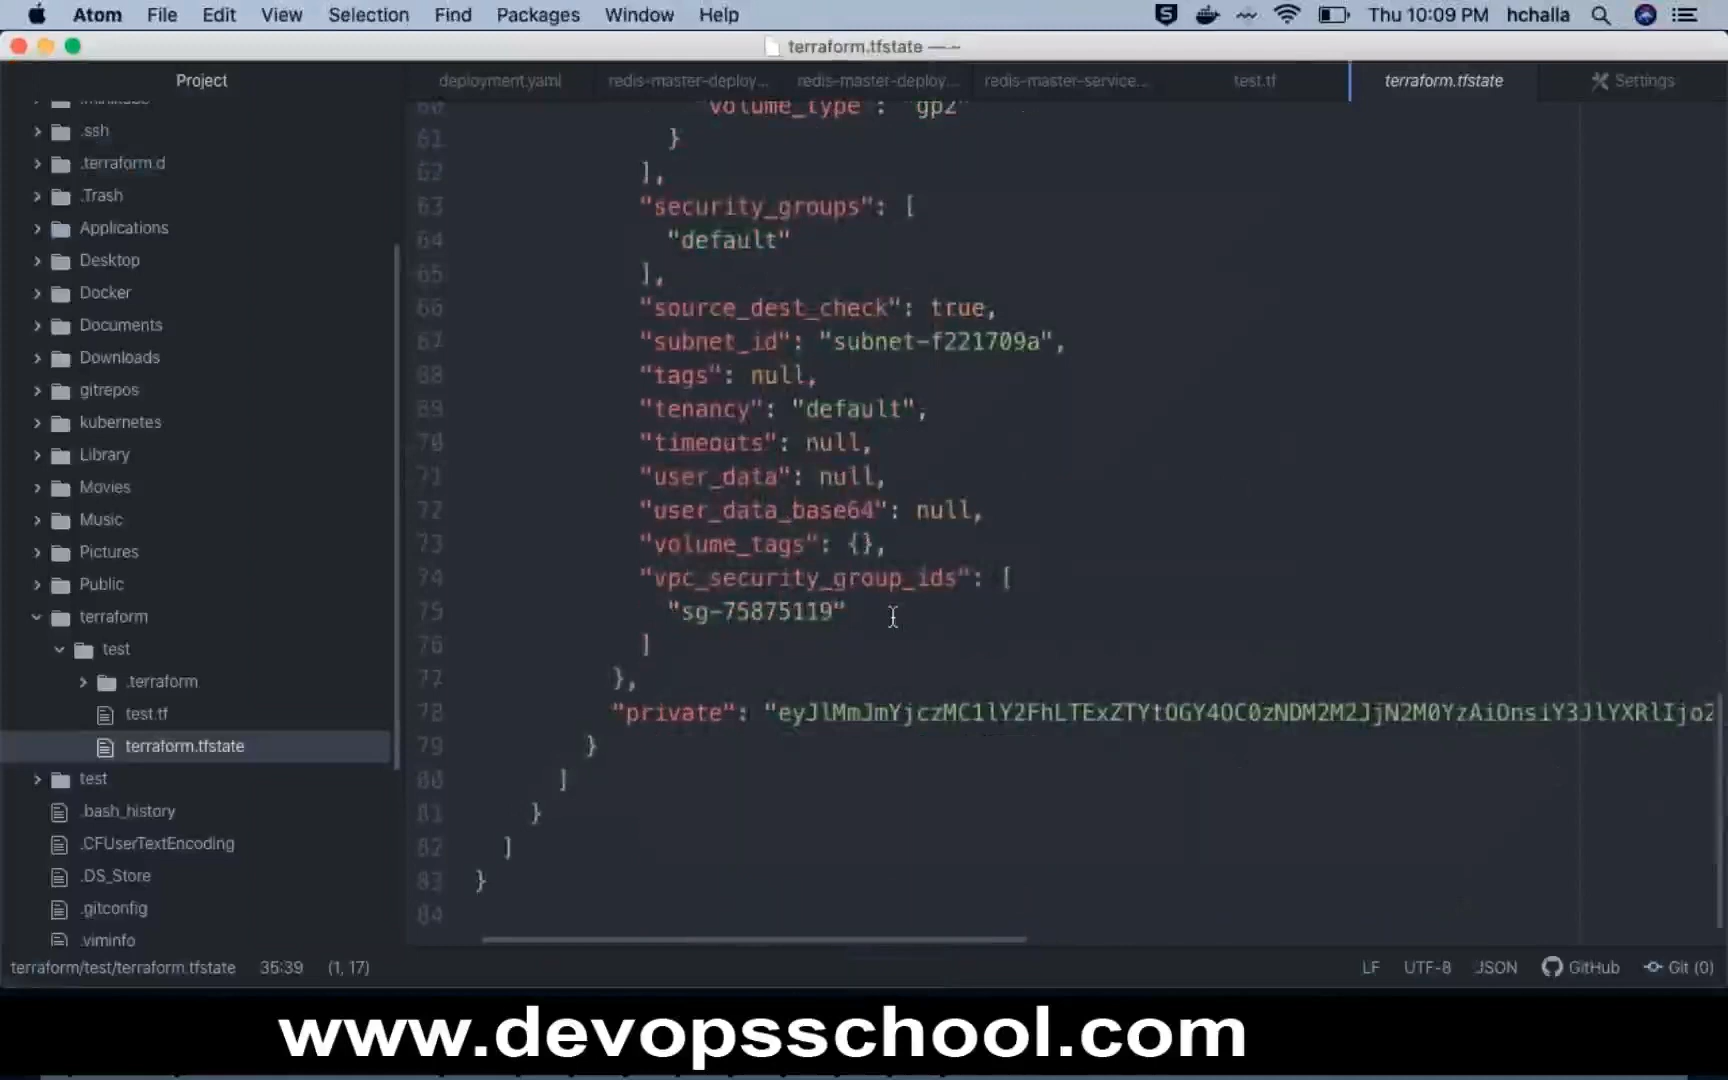 Atom File Edit View Selection Find Packages Window Help Thu 10:09 PM hchalla
terraform.tfstate — ~
Project deployment.yaml redis-master-deploy... redis-master-deploy... redis-master-service... test.tf terraform.tfstate Settings
.minikube
.ssh
.terraform.d
.Trash
Applications
Desktop
Docker
Documents
Downloads
gitrepos
kubernetes
Library
Movies
Music
Pictures
Public
terraform
test
.terraform
test.tf
terraform.tfstate
test
.bash_history
.CFUserTextEncoding
.DS_Store
.gitconfig
.viminfo
60 "volume_type": "gp2"
61 }
62 ],
63 "security_groups": [
64 "default"
65 ],
66 "source_dest_check": true,
67 "subnet_id": "subnet-f221709a",
68 "tags": null,
69 "tenancy": "default",
70 "timeouts": null,
71 "user_data": null,
72 "user_data_base64": null,
73 "volume_tags": {},
74 "vpc_security_group_ids": [
75 "sg-75875119"
76 ]
77 },
78 "private": "eyJlMmJmYjczMC1lY2FhLTExZTYtOGY4OC0zNDM2M2JjN2M0YzAiOnsiY3JlYXRlIjo2
79 }
80 ]
81 }
82 ]
83 }
84
terraform/test/terraform.tfstate 35:39 (1, 17) LF UTF-8 JSON GitHub Git (0)
www.devopsschool.com